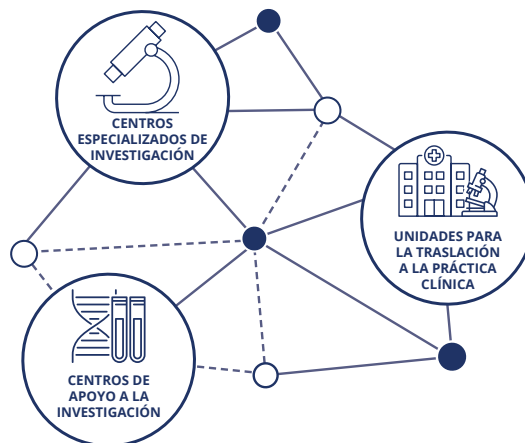 CENTROS
ESPECIALIZADOS DE
INVESTIGACIÓN
UNIDADES PARA
LA TRASLACIÓN
A LA PRÁCTICA
CLÍNICA
CENTROS DE
APOYO A LA
INVESTIGACIÓN